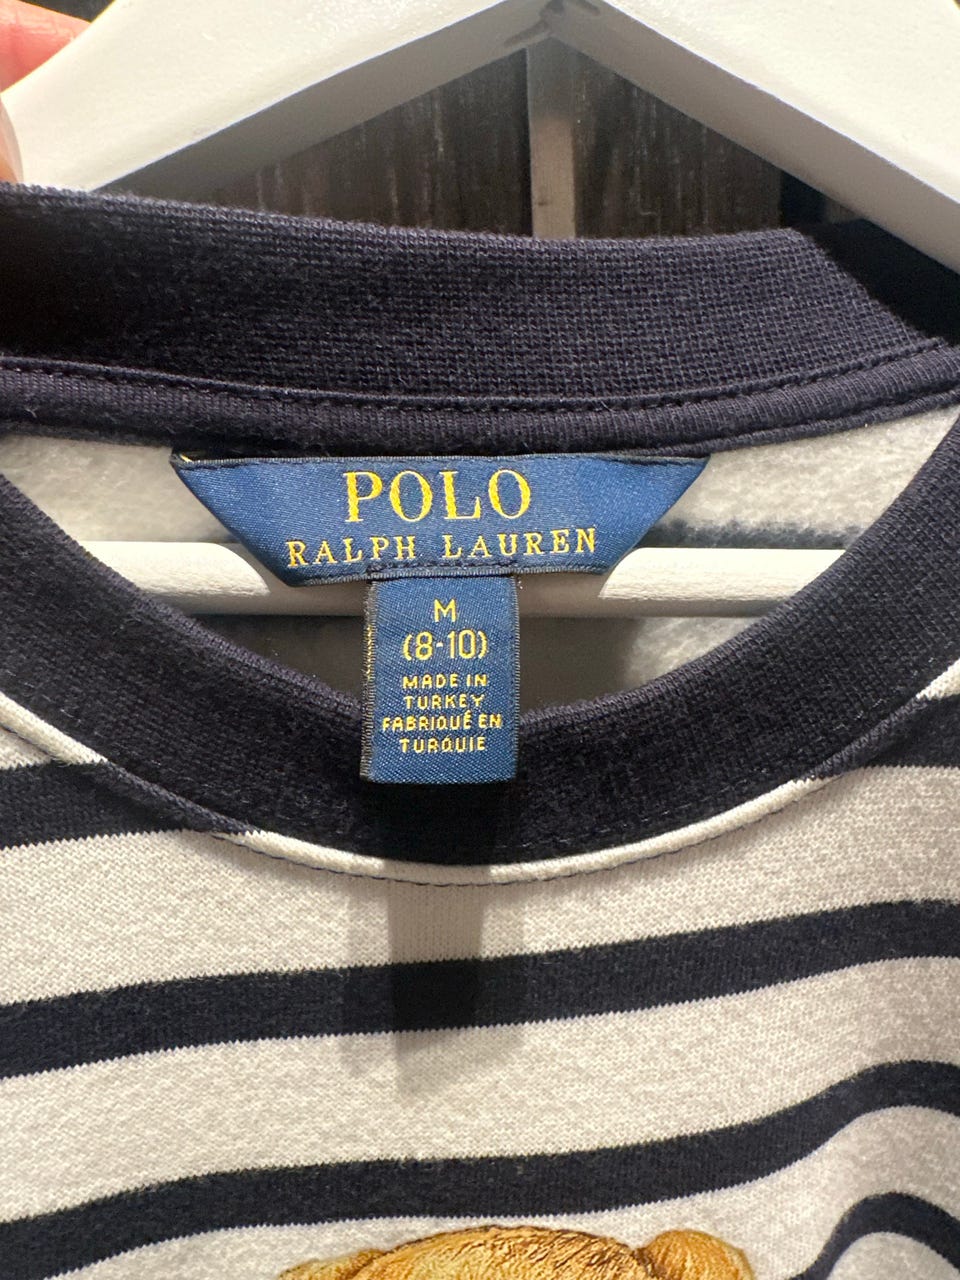 POLO
RALPH LAUREN
M
(8-10)
MADE IN
TURKEY
FABRIQUÉ EN
TURQUIE